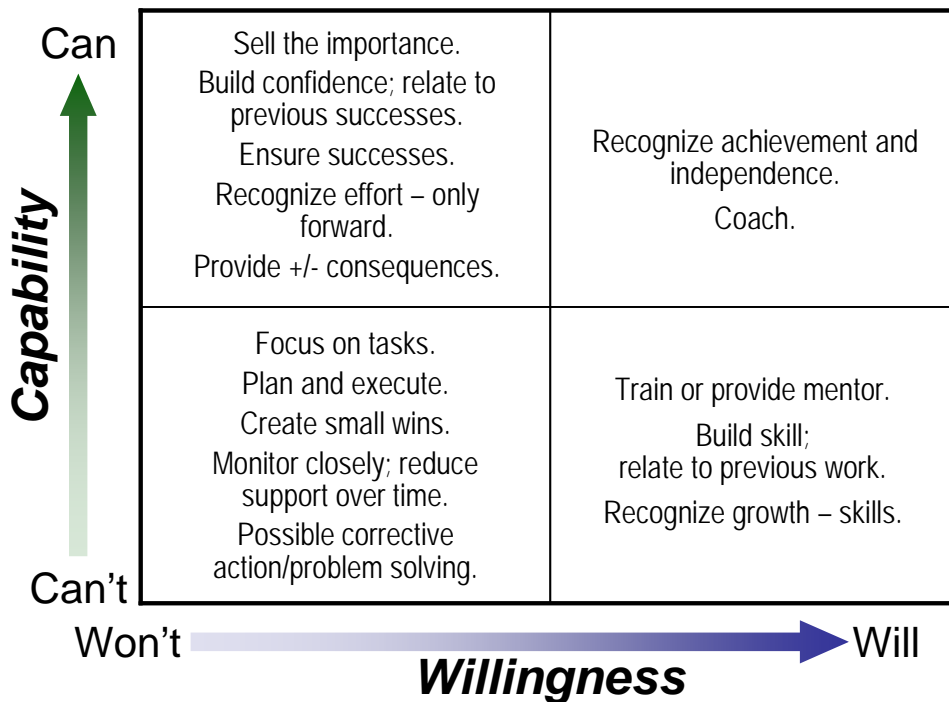 Can
Capability
Can't
Sell the importance.
Build confidence; relate to
previous successes.
Ensure successes.
Recognize effort – only
forward.
Provide +/- consequences.
Recognize achievement and
independence.
Coach.
Focus on tasks.
Plan and execute.
Create small wins.
Monitor closely; reduce
support over time.
Possible corrective
action/problem solving.
Train or provide mentor.
Build skill;
relate to previous work.
Recognize growth – skills.
Won't
Will
Willingness